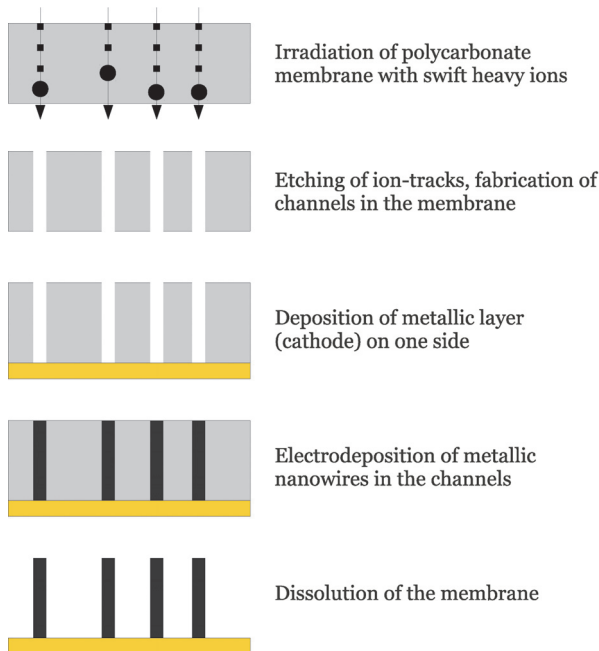 Irradiation of polycarbonate
membrane with swift heavy ions
Etching of ion-tracks, fabrication of
channels in the membrane
Deposition of metallic layer
(cathode) on one side
Electrodeposition of metallic
nanowires in the channels
Dissolution of the membrane